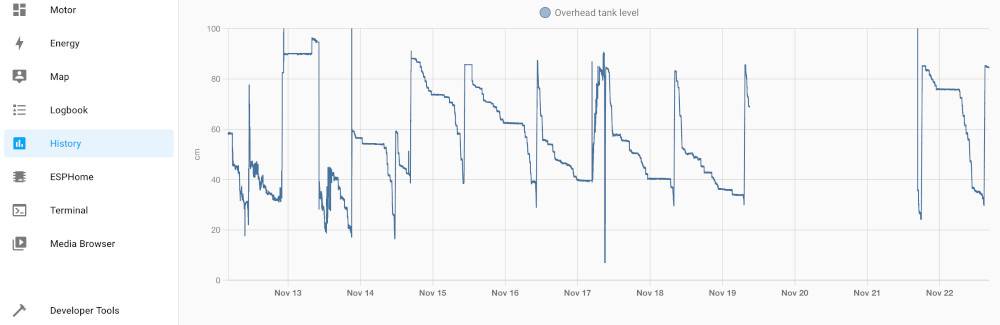 Motor
Energy
Map
Logbook
History
ESPHome
Terminal
Media Browser
Developer Tools
Overhead tank level
100
80
60
40
20
0
cm
Nov 13 Nov 14 Nov 15 Nov 16 Nov 17 Nov 18 Nov 19 Nov 20 Nov 21 Nov 22